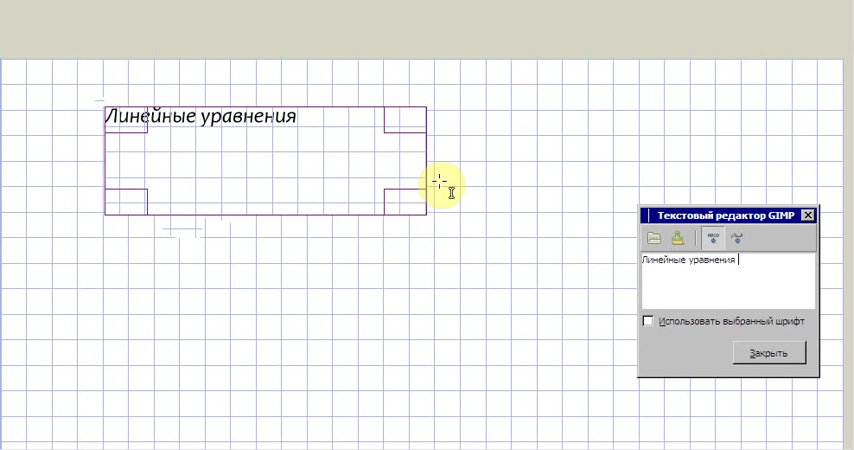 Линейные уравнения
Текстовый редактор GIMP
Линейные уравнения
Использовать выбранный шрифт
Закрыть